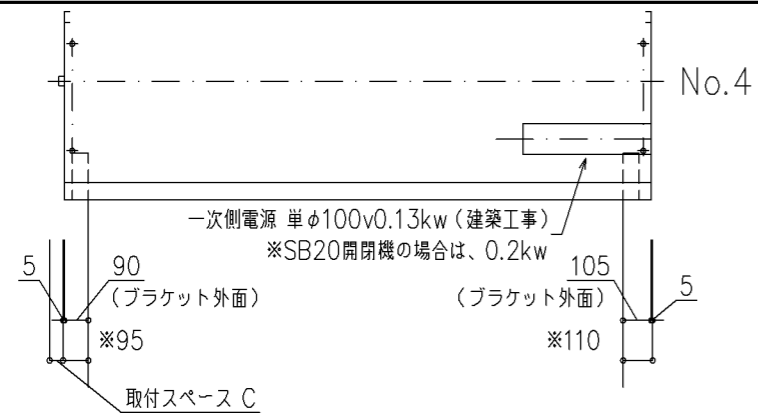 No.4
一次側電源 単φ100v0.13kw（建築工事）
※SB20開閉機の場合は、0.2kw
5 90 105 5
（ブラケット外面） （ブラケット外面）
※95 ※110
取付スペース C